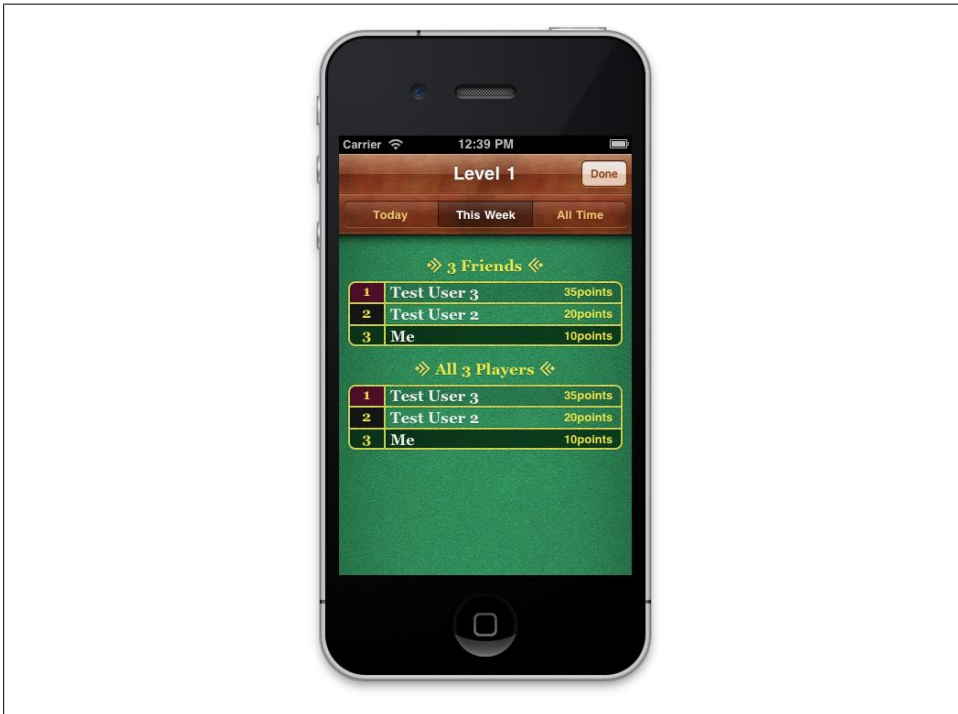 Carrier 12:39 PM
Level 1 Done
Today This Week All Time
3 Friends
1 Test User 3 35points
2 Test User 2 20points
3 Me 10points
All 3 Players
1 Test User 3 35points
2 Test User 2 20points
3 Me 10points